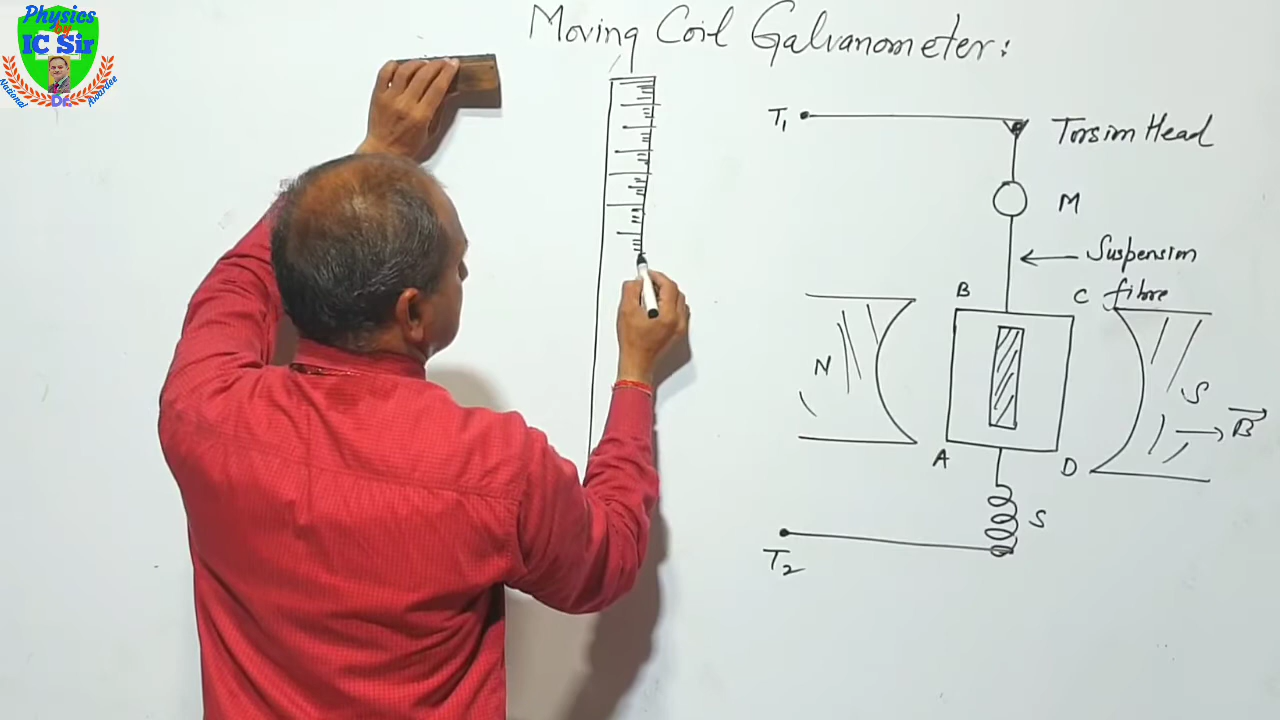 Physics
by
IC Sir
National
Awardee
Dr.
Moving Coil Galvanometer:
T1
Torsion Head
M
Suspension
fibre
B
C
N
S
B
A
D
S
T2